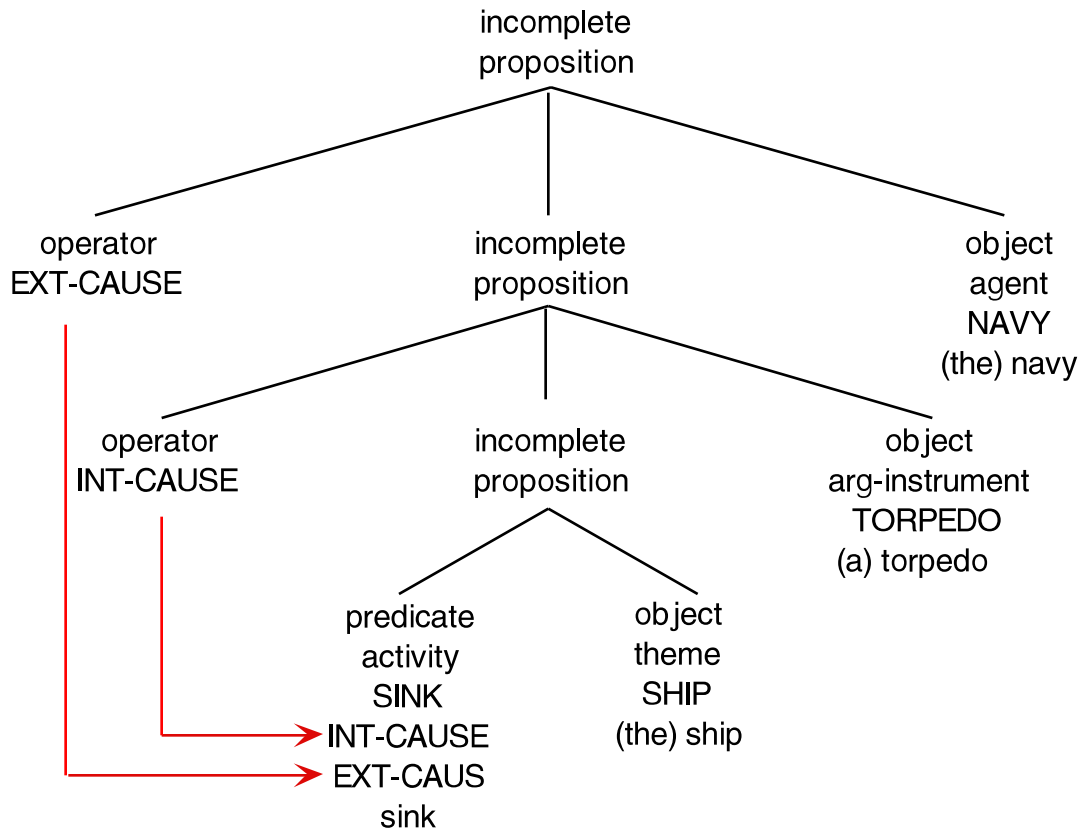 incomplete
proposition
operator
EXT-CAUSE
incomplete
proposition
object
agent
NAVY
(the) navy
operator
INT-CAUSE
incomplete
proposition
object
arg-instrument
TORPEDO
(a) torpedo
predicate
activity
SINK
INT-CAUSE
EXT-CAUS
sink
object
theme
SHIP
(the) ship